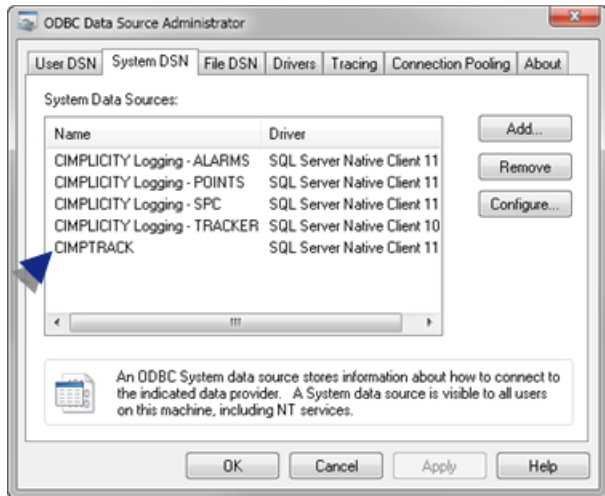 ODBC Data Source Administrator
User DSN System DSN File DSN Drivers Tracing Connection Pooling About
System Data Sources:
Name Driver
CIMPLICITY Logging - ALARMS SQL Server Native Client 11
CIMPLICITY Logging - POINTS SQL Server Native Client 11
CIMPLICITY Logging - SPC SQL Server Native Client 11
CIMPLICITY Logging - TRACKER SQL Server Native Client 10
CIMPTRACK SQL Server Native Client 11
Add...
Remove
Configure...
An ODBC System data source stores information about how to connect to
the indicated data provider. A System data source is visible to all users
on this machine, including NT services.
OK Cancel Apply Help